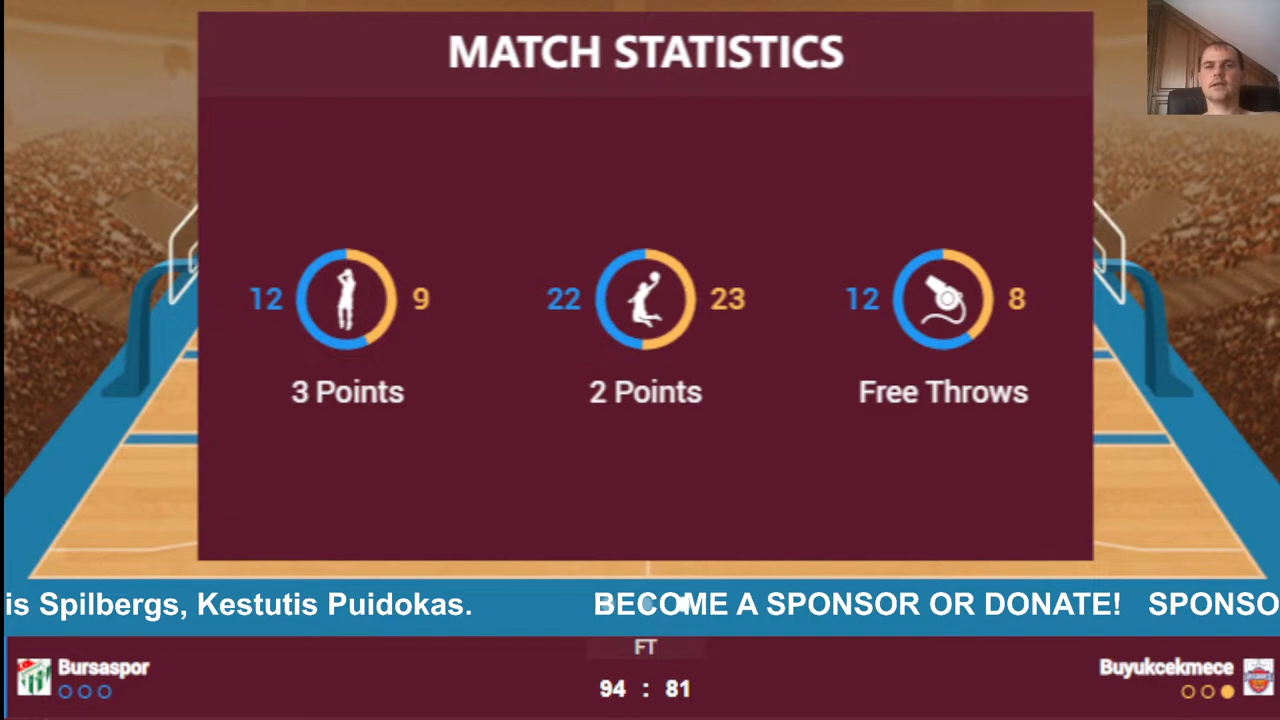 MATCH STATISTICS
12 9 22 23 12 8
3 Points 2 Points Free Throws
is Spilbergs, Kestutis Puidokas. BECOME A SPONSOR OR DONATE! SPONSO
FT
Bursaspor 94 : 81 Buyukcekmece